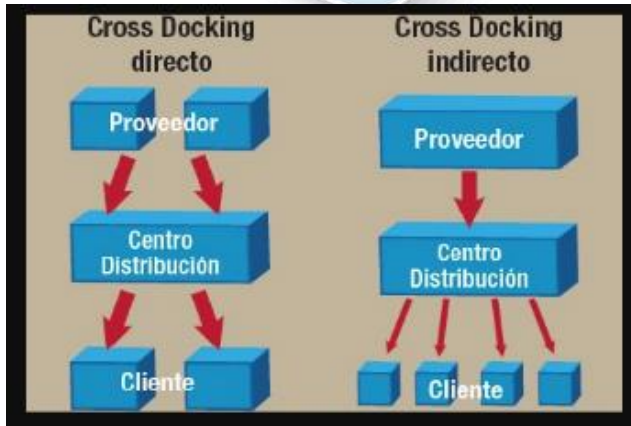 Cross Docking
directo
Proveedor
Centro
Distribución
Cliente
Cross Docking
indirecto
Proveedor
Centro
Distribución
Cliente